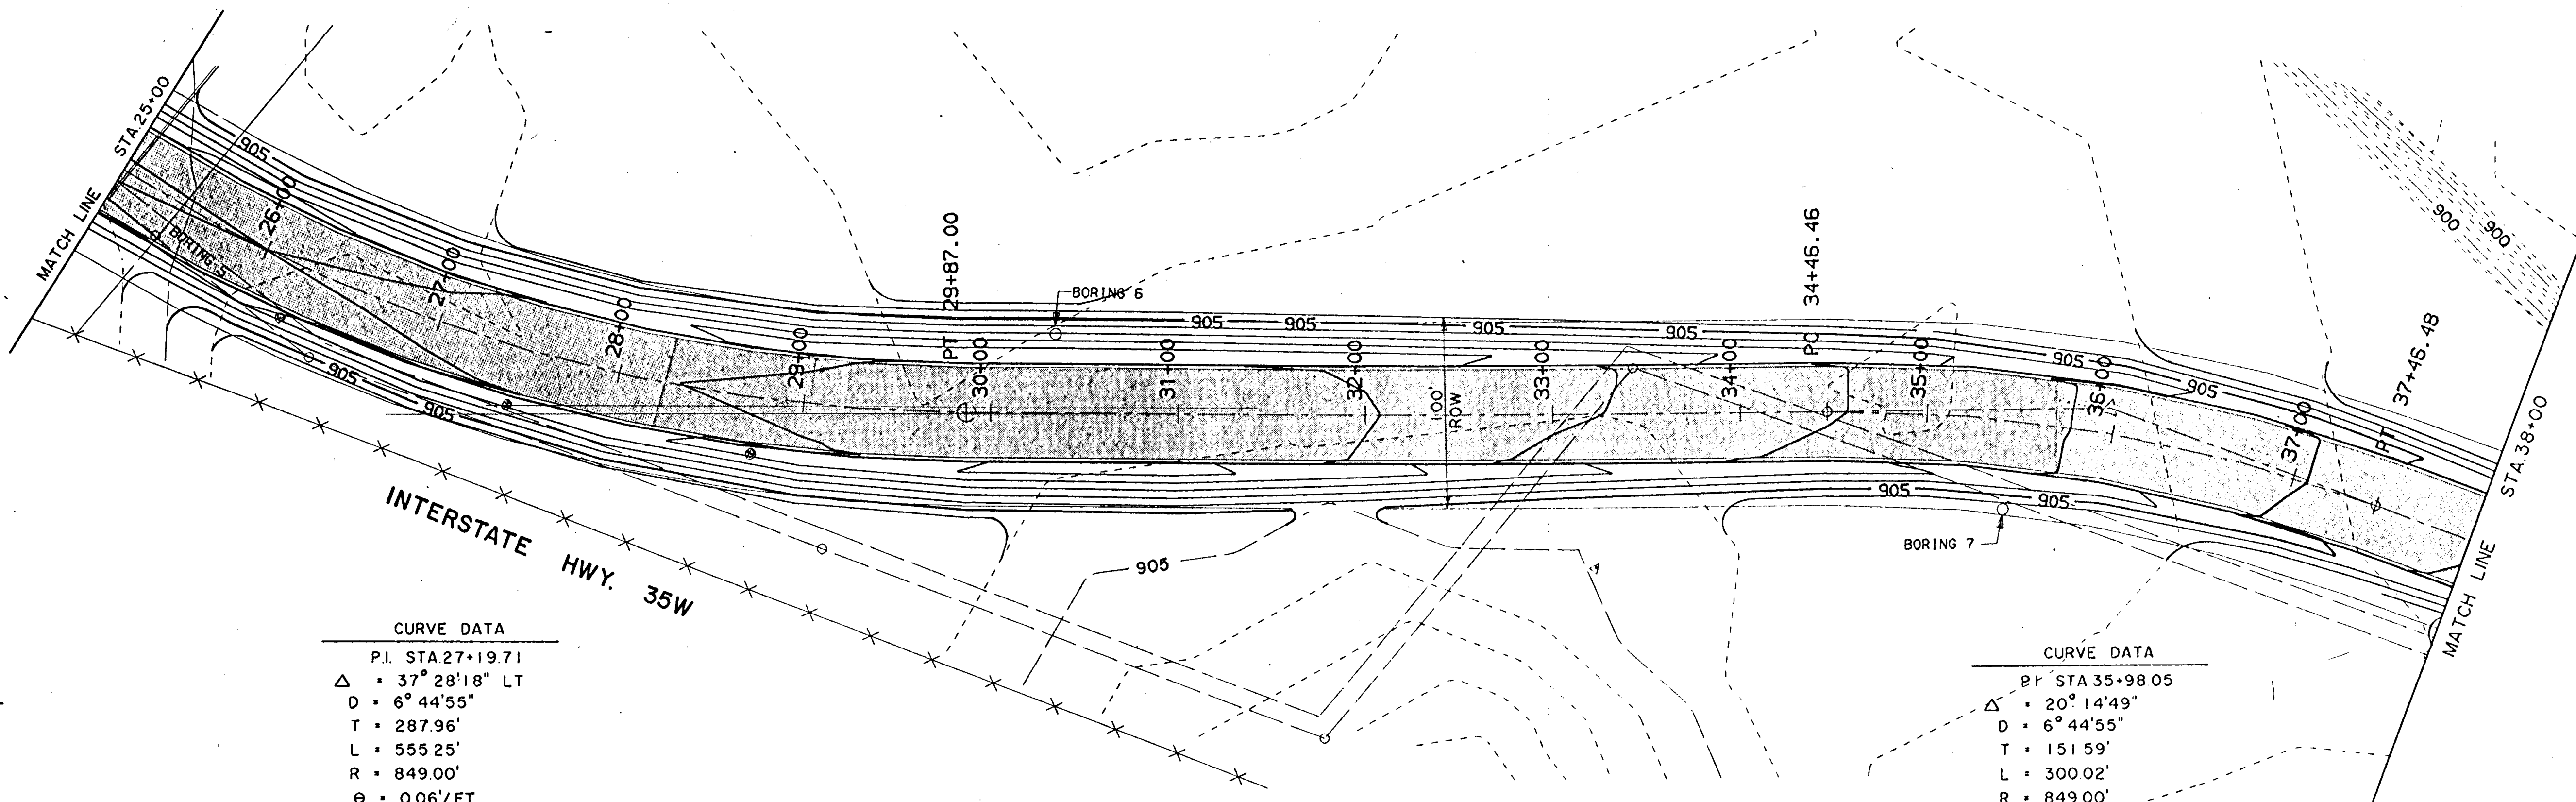 MATCH LINE STA.25+00
905
26+00
BORING 5
27+00
28+00
29+00
905
905
PT 29+87.00
30+00
BORING 6
31+00
905
905
32+00
100' ROW
905
33+00
905
34+00
PC 34+46.46
35+00
905
36+00
905
905
905
37+00
PT 37+46.48
900
900
MATCH LINE STA.38+00
BORING 7
905
INTERSTATE HWY. 35W
CURVE DATA
P.I. STA.27+19.71
△ = 37° 28'18" LT
D = 6° 44'55"
T = 287.96'
L = 555.25'
R = 849.00'
e = 0.06'/FT
CURVE DATA
STA 35+98.05
△ = 20° 14'49"
D = 6° 44'55"
T = 151.59'
L = 300.02'
R = 849.00'